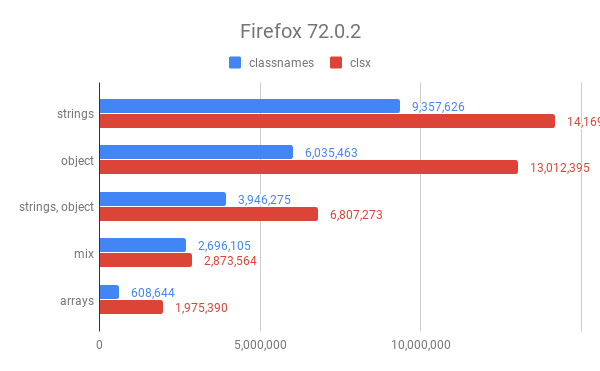 Firefox 72.0.2
classnames clsx
strings 9,357,626
14,169
object 6,035,463
13,012,395
strings, object 3,946,275
6,807,273
mix 2,696,105
2,873,564
arrays 608,644
1,975,390
0 5,000,000 10,000,000